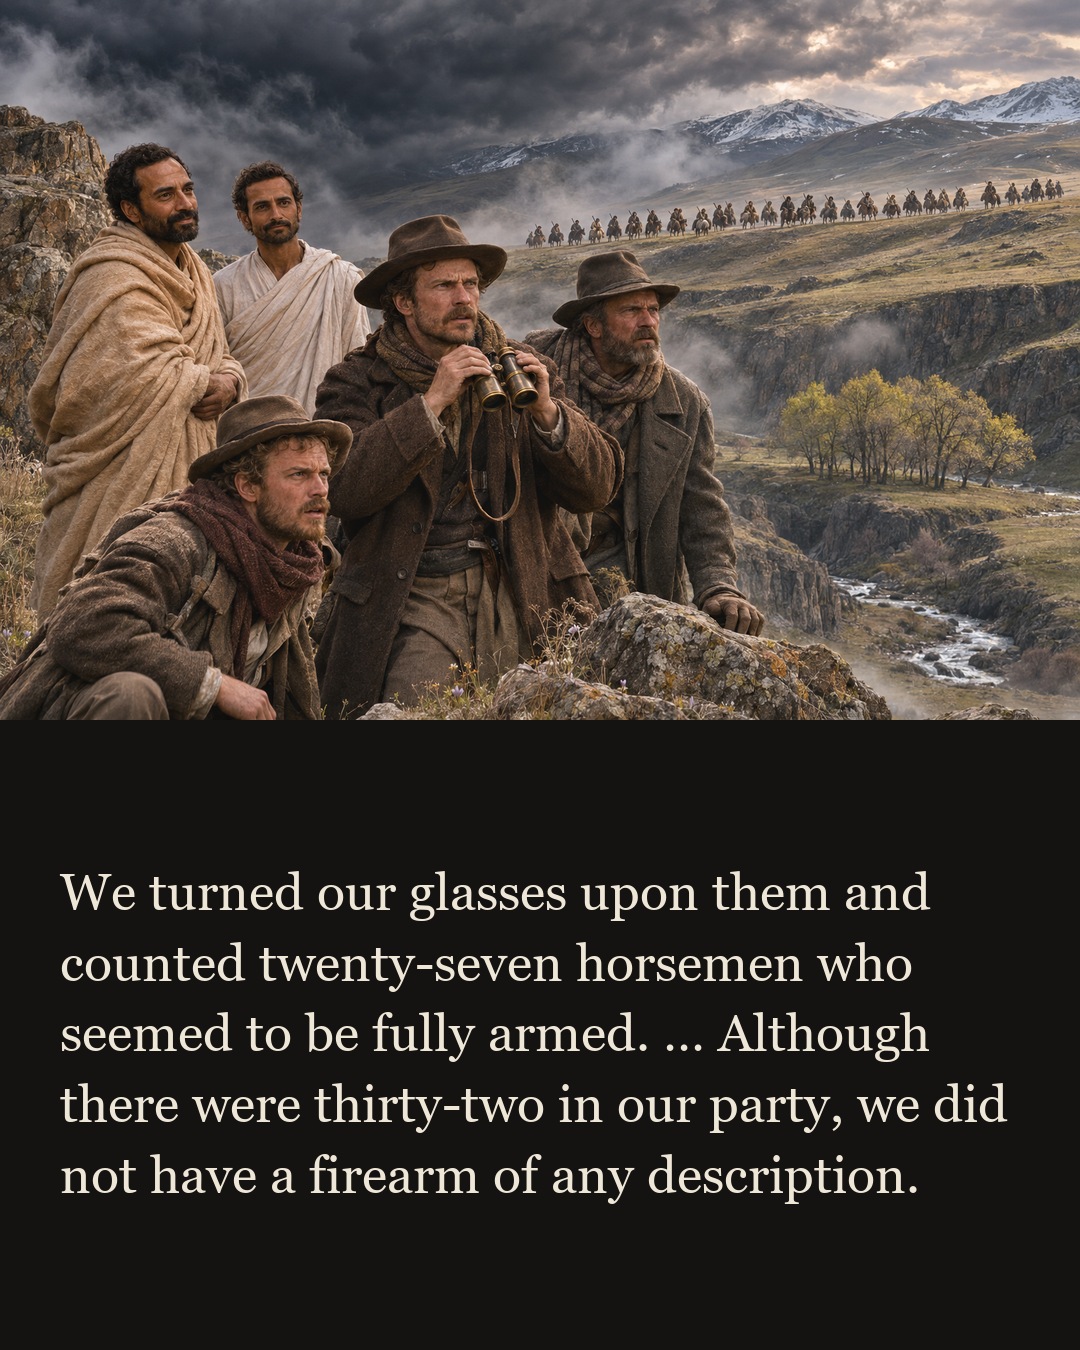 We turned our glasses upon them and
counted twenty-seven horsemen who
seemed to be fully armed. ... Although
there were thirty-two in our party, we did
not have a firearm of any description.